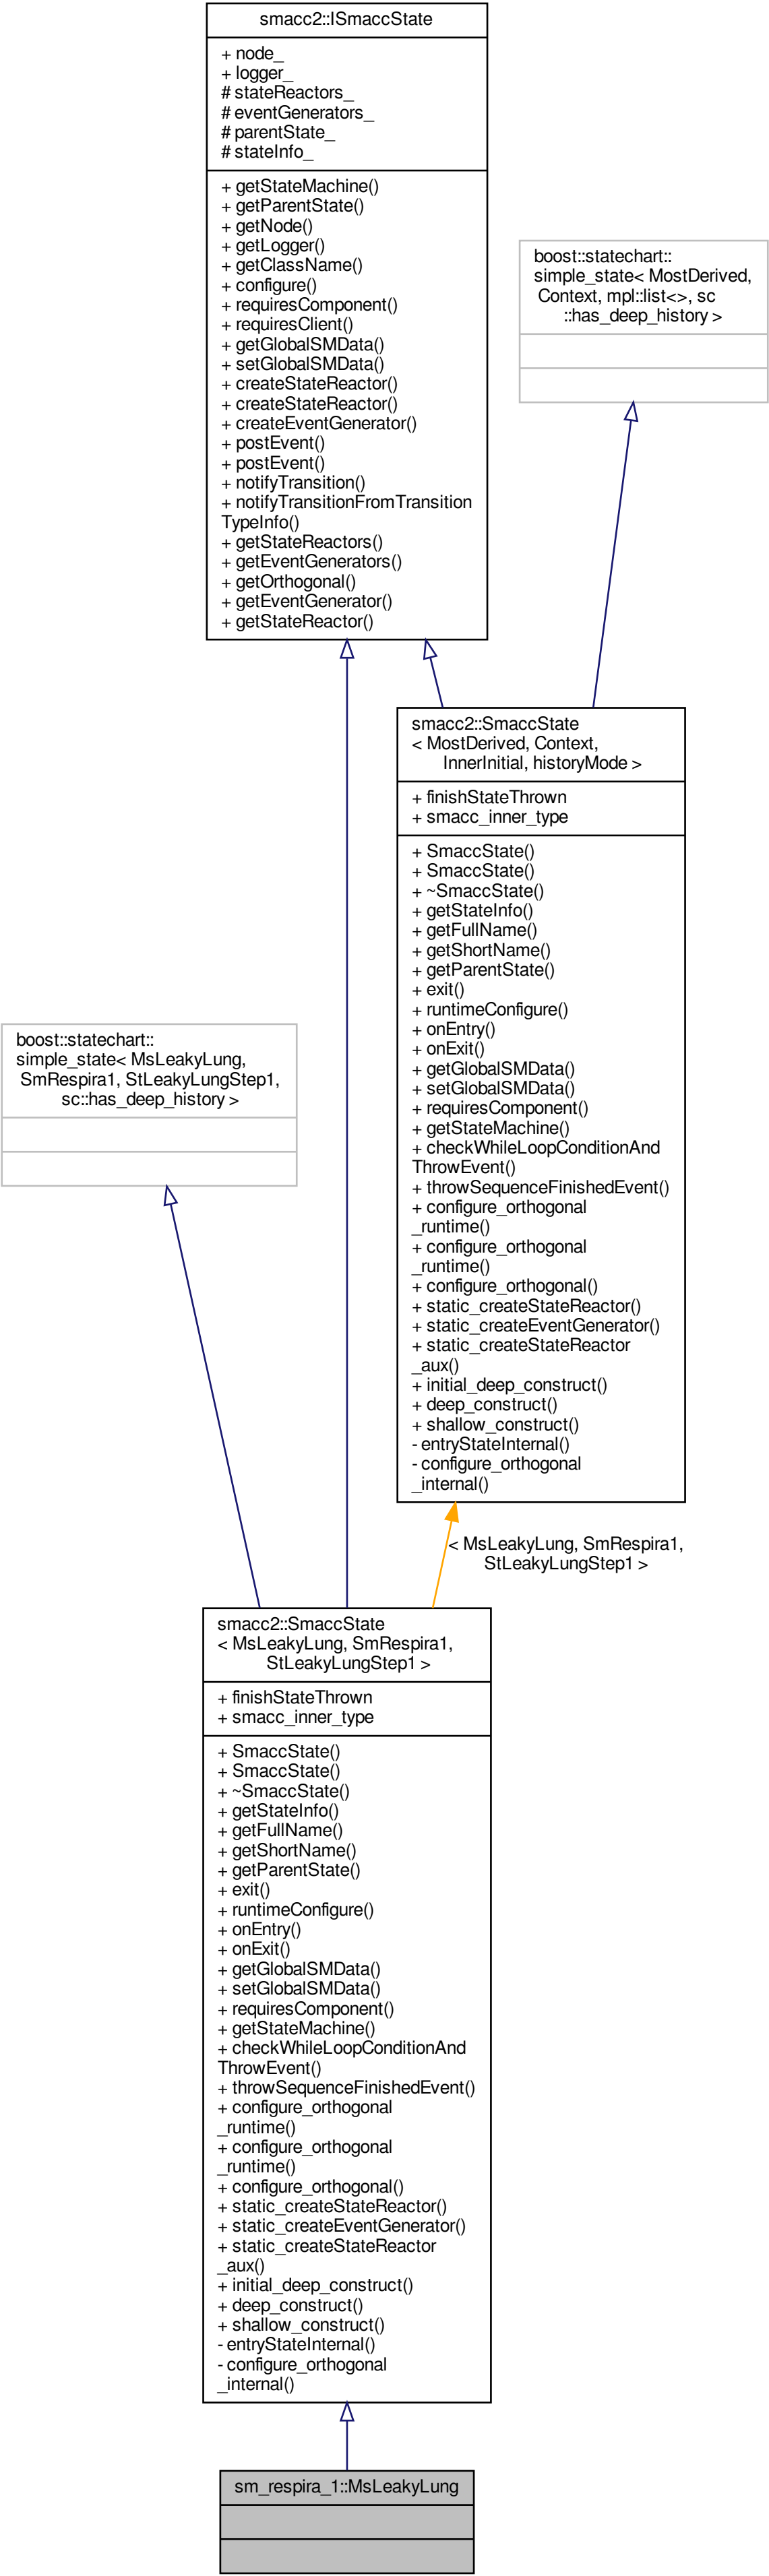 smacc2::ISmaccState
+ node_
+ logger_
# stateReactors_
# eventGenerators_
# parentState_
# stateInfo_
+ getStateMachine()
+ getParentState()
+ getNode()
+ getLogger()
+ getClassName()
+ configure()
+ requiresComponent()
+ requiresClient()
+ getGlobalSMData()
+ setGlobalSMData()
+ createStateReactor()
+ createStateReactor()
+ createEventGenerator()
+ postEvent()
+ postEvent()
+ notifyTransition()
+ notifyTransitionFromTransition
TypeInfo()
+ getStateReactors()
+ getEventGenerators()
+ getOrthogonal()
+ getEventGenerator()
+ getStateReactor()
boost::statechart::
simple_state< MostDerived,
Context, mpl::list<>, sc
::has_deep_history >
smacc2::SmaccState
< MostDerived, Context,
InnerInitial, historyMode >
+ finishStateThrown
+ smacc_inner_type
+ SmaccState()
+ SmaccState()
+ ~SmaccState()
+ getStateInfo()
+ getFullName()
+ getShortName()
+ getParentState()
+ exit()
+ runtimeConfigure()
+ onEntry()
+ onExit()
+ getGlobalSMData()
+ setGlobalSMData()
+ requiresComponent()
+ getStateMachine()
+ checkWhileLoopConditionAnd
ThrowEvent()
+ throwSequenceFinishedEvent()
+ configure_orthogonal
_runtime()
+ configure_orthogonal
_runtime()
+ configure_orthogonal()
+ static_createStateReactor()
+ static_createEventGenerator()
+ static_createStateReactor
_aux()
+ initial_deep_construct()
+ deep_construct()
+ shallow_construct()
- entryStateInternal()
- configure_orthogonal
_internal()
boost::statechart::
simple_state< MsLeakyLung,
SmRespira1, StLeakyLungStep1,
sc::has_deep_history >
< MsLeakyLung, SmRespira1,
StLeakyLungStep1 >
smacc2::SmaccState
< MsLeakyLung, SmRespira1,
StLeakyLungStep1 >
+ finishStateThrown
+ smacc_inner_type
+ SmaccState()
+ SmaccState()
+ ~SmaccState()
+ getStateInfo()
+ getFullName()
+ getShortName()
+ getParentState()
+ exit()
+ runtimeConfigure()
+ onEntry()
+ onExit()
+ getGlobalSMData()
+ setGlobalSMData()
+ requiresComponent()
+ getStateMachine()
+ checkWhileLoopConditionAnd
ThrowEvent()
+ throwSequenceFinishedEvent()
+ configure_orthogonal
_runtime()
+ configure_orthogonal
_runtime()
+ configure_orthogonal()
+ static_createStateReactor()
+ static_createEventGenerator()
+ static_createStateReactor
_aux()
+ initial_deep_construct()
+ deep_construct()
+ shallow_construct()
- entryStateInternal()
- configure_orthogonal
_internal()
sm_respira_1::MsLeakyLung